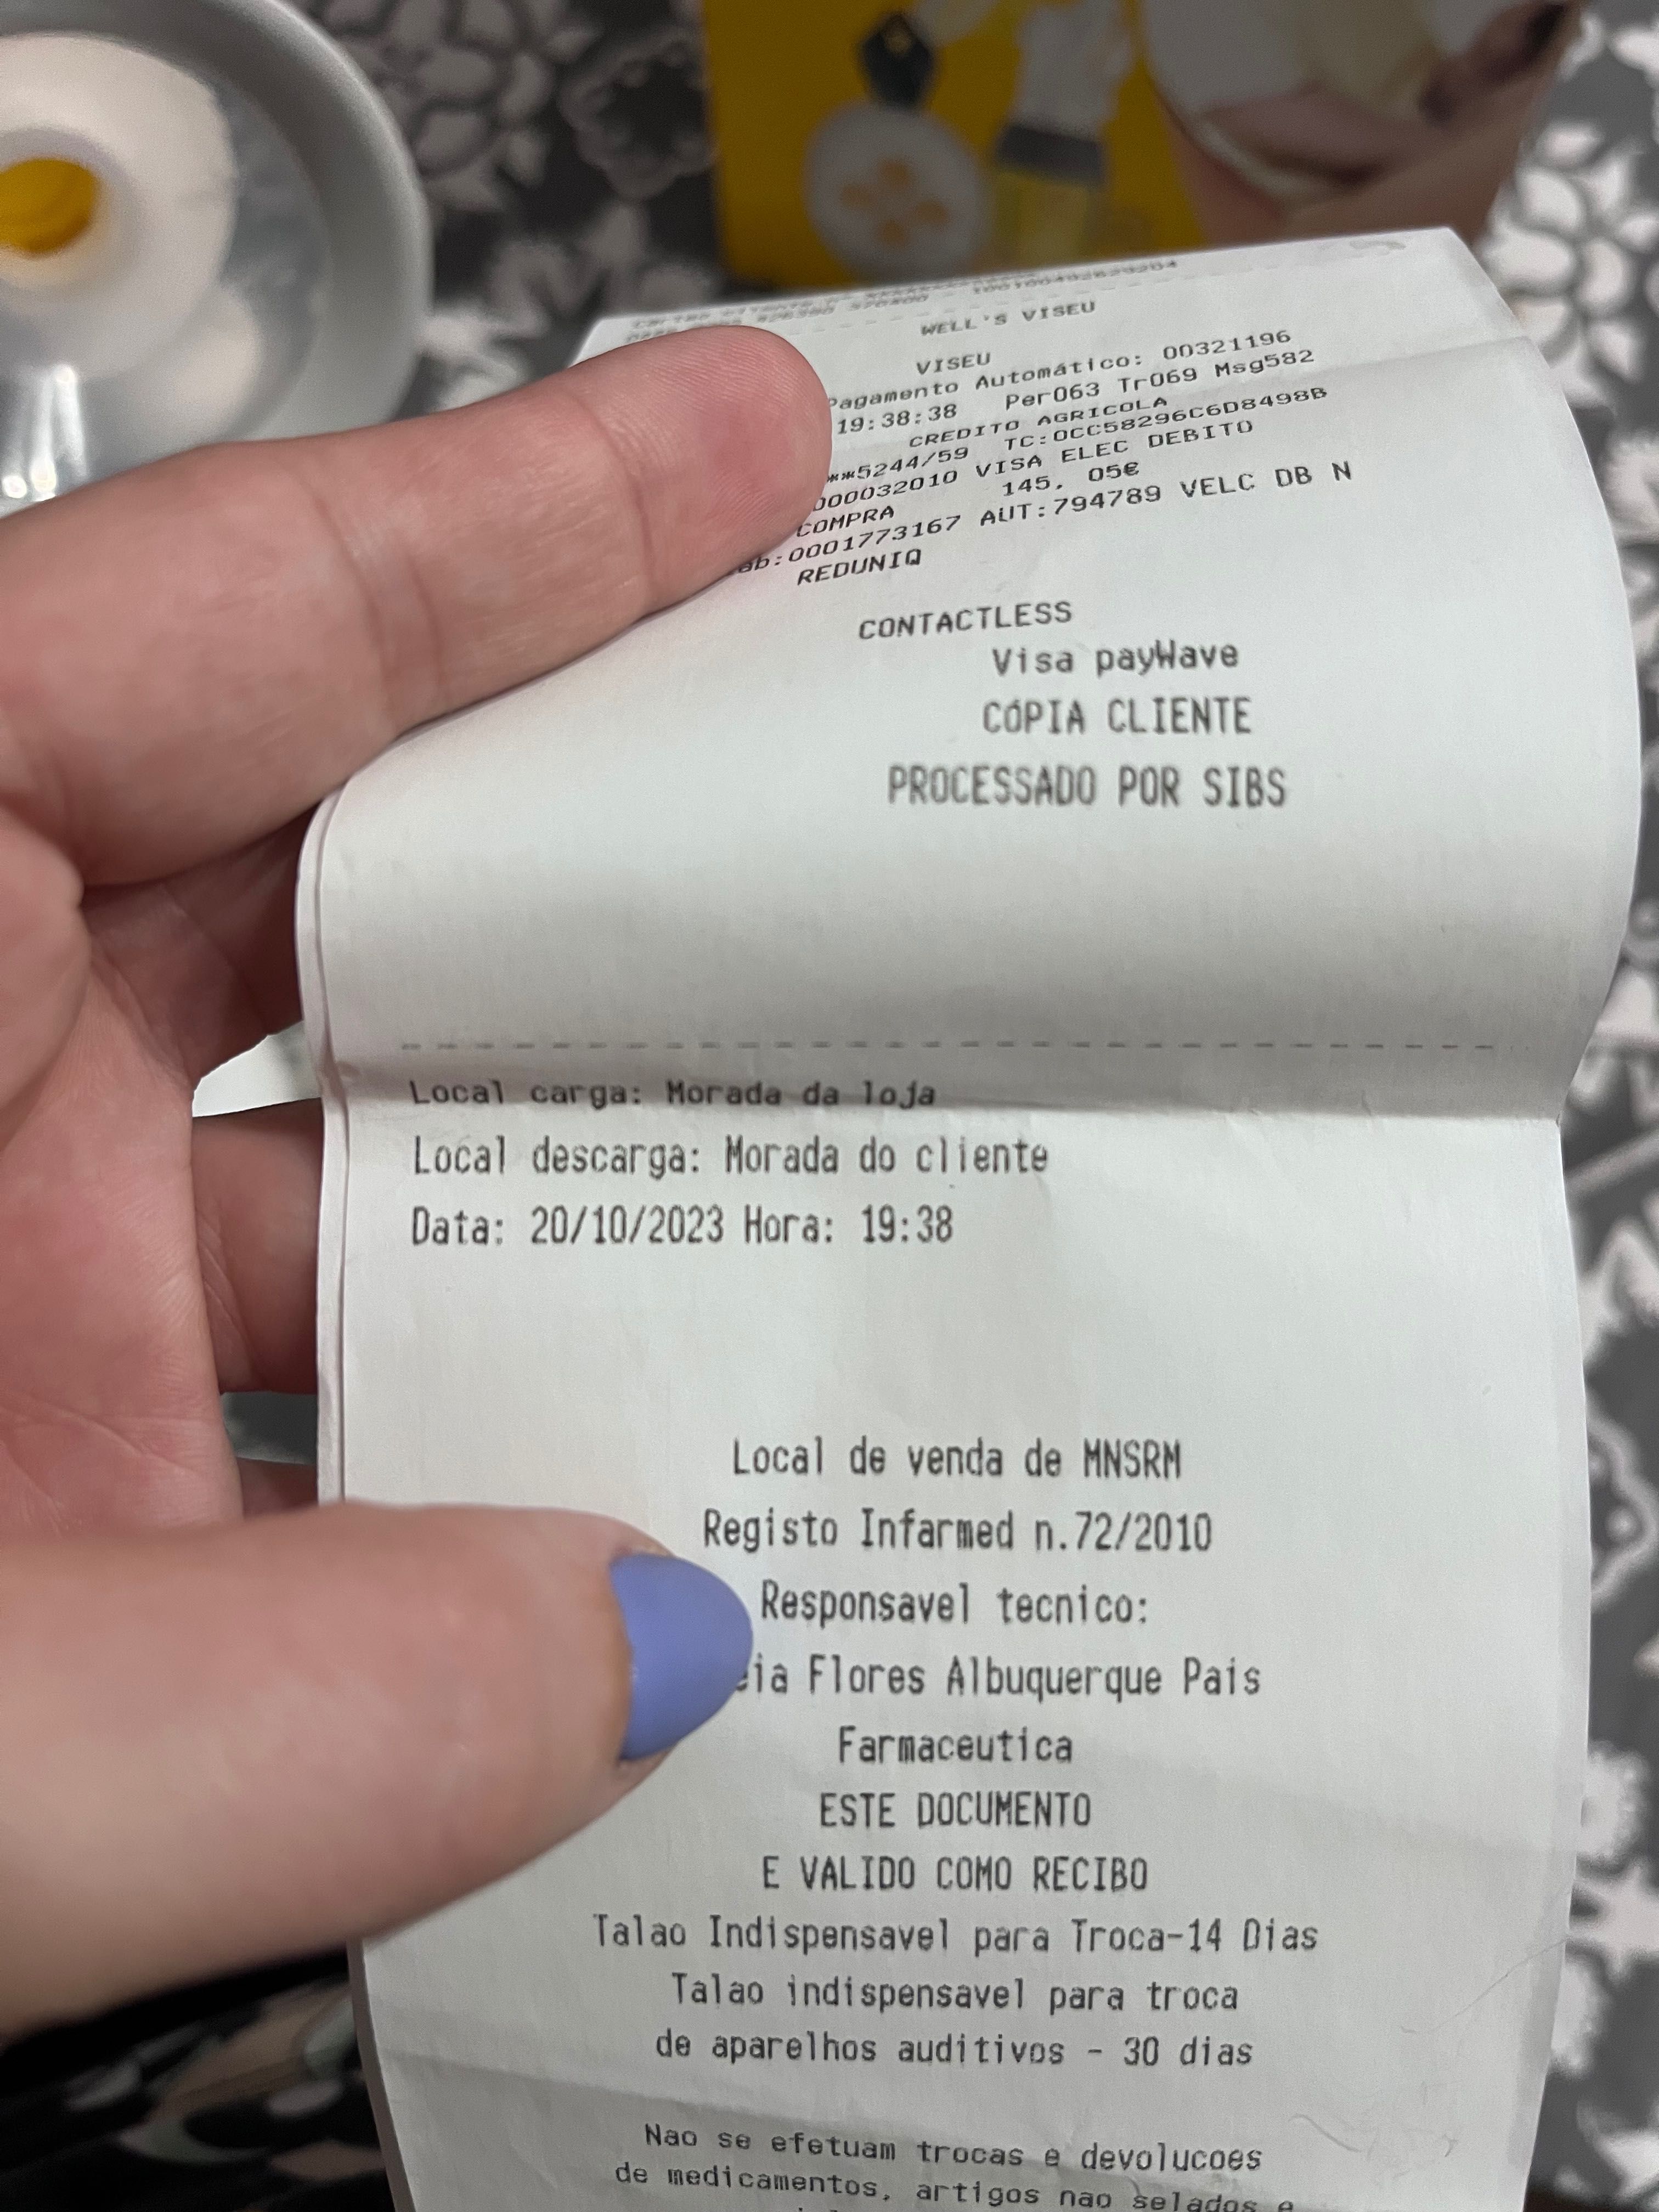 WELL'S VISEU
VISEU
Pagamento Automático: 00321196
19:38:38 Per063 Tr069 Msg582
CREDITO AGRICOLA
**5244/59 TC:0CC58296C6D8498B
000032010 VISA ELEC DEBITO
COMPRA 145, 05€
ab:0001773167 AUT:794789 VELC DB N
REDUNIQ
CONTACTLESS
Visa payWave
CÓPIA CLIENTE
PROCESSADO POR SIBS
Local carga: Morada da loja
Local descarga: Morada do cliente
Data: 20/10/2023 Hora: 19:38
Local de venda de MNSRM
Registo Infarmed n.72/2010
Responsavel tecnico:
eia Flores Albuquerque Pais
Farmaceutica
ESTE DOCUMENTO
E VALIDO COMO RECIBO
Talao Indispensavel para Troca-14 Dias
Talao indispensavel para troca
de aparelhos auditivos - 30 dias
Nao se efetuam trocas e devolucoes
de medicamentos, artigos nao selados e